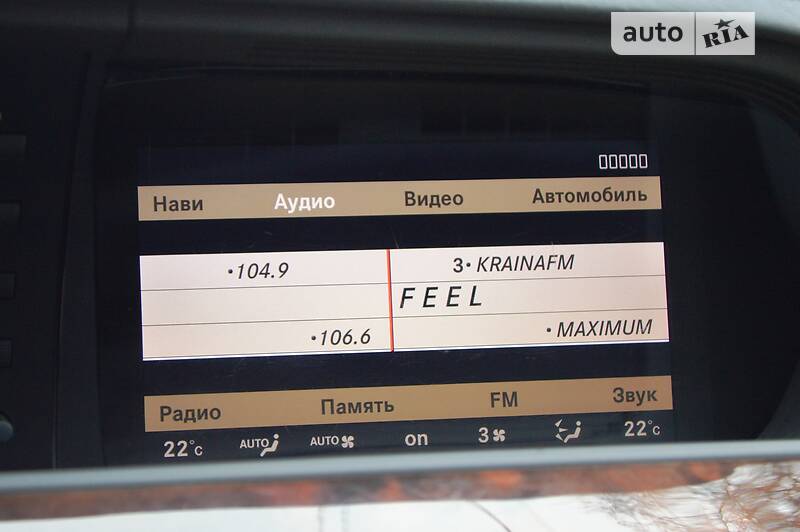 auto RIA
Нави Аудио Видео Автомобиль
•104.9 3• KRAINAFM
FEEL
•106.6 • MAXIMUM
Радио Память FM Звук
22°C AUTO AUTO on 3 22°C